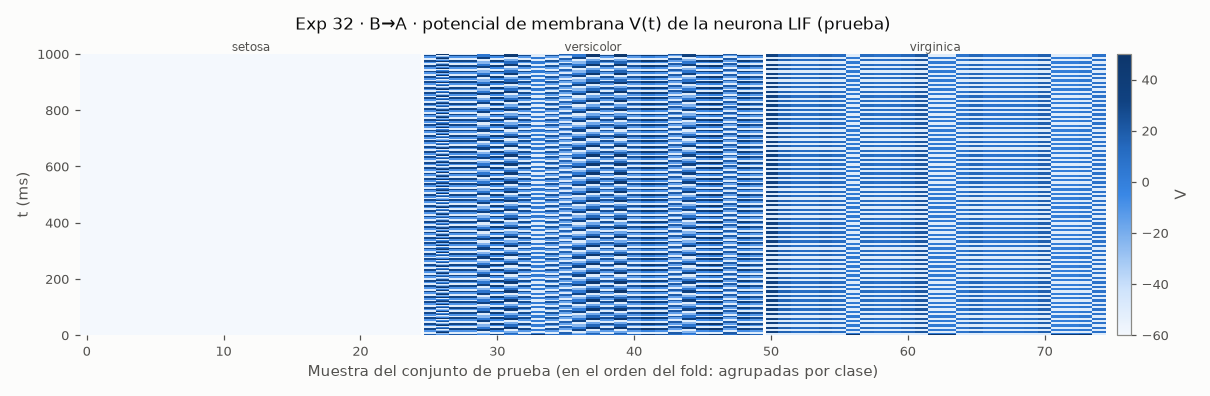 Exp 32 · B→A · potencial de membrana V(t) de la neurona LIF (prueba)
setosa versicolor virginica
1000
800
600
400
200
0
t (ms)
0 10 20 30 40 50 60 70
Muestra del conjunto de prueba (en el orden del fold: agrupadas por clase)
40
20
0
−20
−40
−60
V